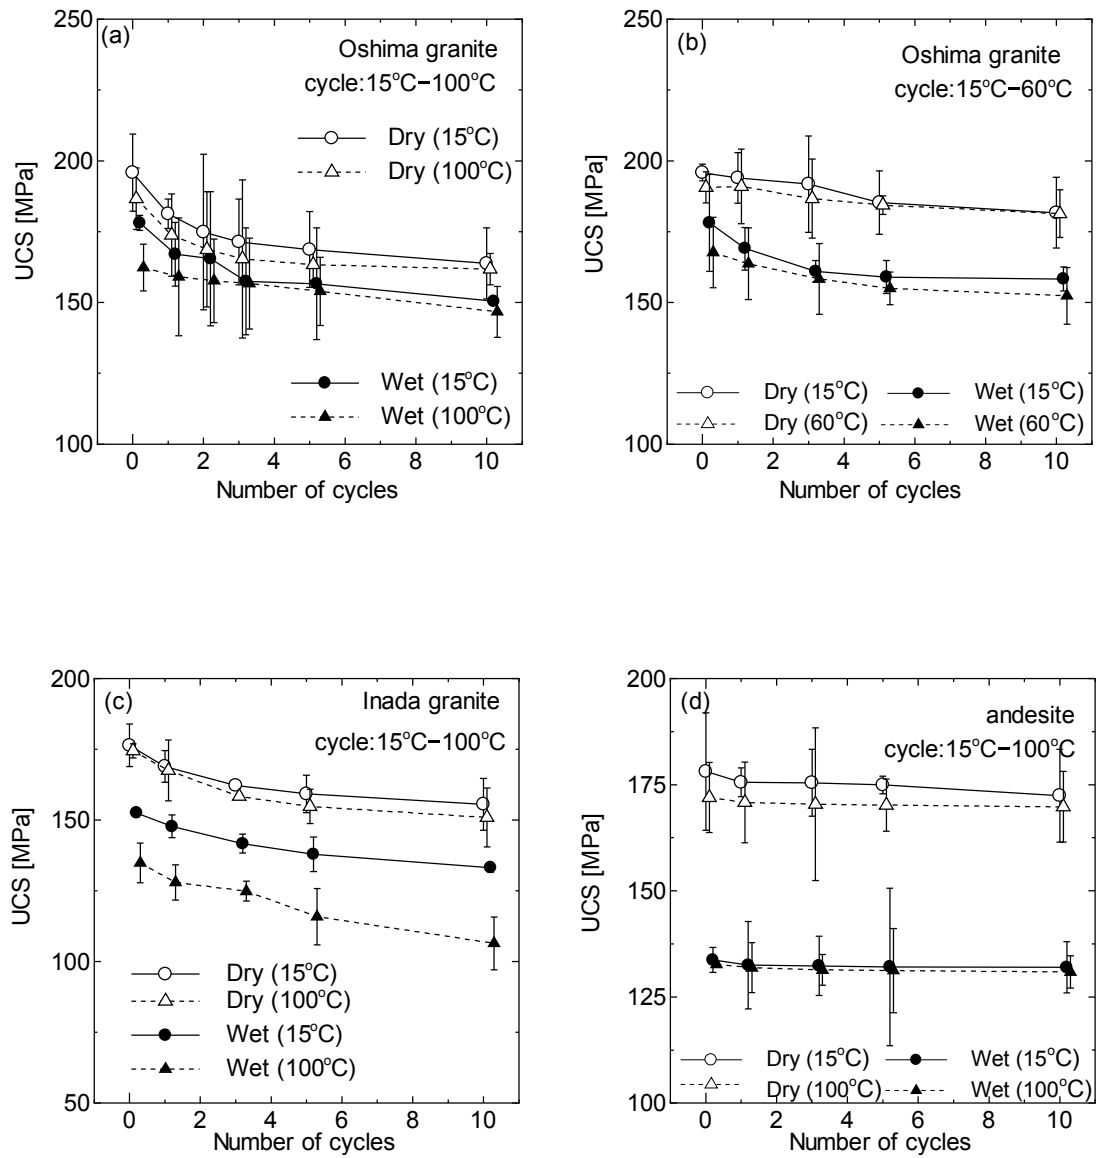 (a)
Oshima granite
cycle:15°C−100°C
Dry (15°C)
Dry (100°C)
Wet (15°C)
Wet (100°C)
250
200
150
100
UCS [MPa]
0 2 4 6 8 10
Number of cycles
(b)
Oshima granite
cycle:15°C−60°C
Dry (15°C) Wet (15°C)
Dry (60°C) Wet (60°C)
250
200
150
100
UCS [MPa]
0 2 4 6 8 10
Number of cycles
(c)
Inada granite
cycle:15°C−100°C
Dry (15°C)
Dry (100°C)
Wet (15°C)
Wet (100°C)
200
150
100
50
UCS [MPa]
0 2 4 6 8 10
Number of cycles
(d)
andesite
cycle:15°C−100°C
Dry (15°C) Wet (15°C)
Dry (100°C) Wet (100°C)
200
175
150
125
100
UCS [MPa]
0 2 4 6 8 10
Number of cycles